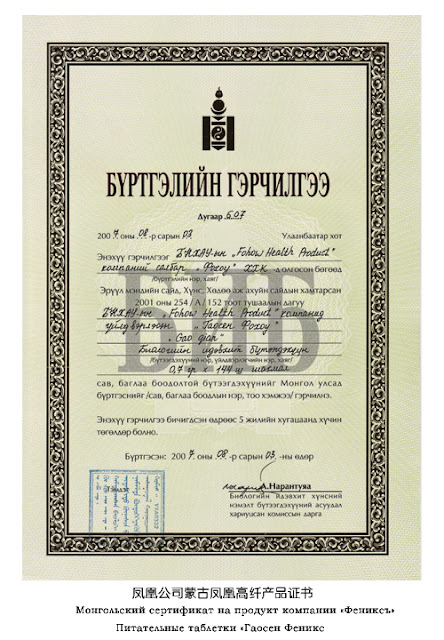 БҮРТГЭЛИЙН ГЭРЧИЛГЭЭ
Дугаар 607
2007 оны 08-р сарын 03 Улаанбаатар хот
Энэхүү гэрчилгээг БНХАУ-ын „Fohow Health Product"
компаний салбар „Фохоу" ХХК-д олгосон бөгөөд
/бүртгүүлэгчийн нэр, хаяг/
Эрүүл мэндийн сайд, Хүнс, Хөдөө аж ахуйн сайдын хамтарсан
2001 оны 254 / А / 152 тоот тушаалын дагуу
БНХАУ-ын „Fohow Health Product" компанид
үйлдвэрлэсэн „Гаосен Фохоу"
„Gao
Биологийн идэвхит бүтээгдэхүүн
0,7 гр х 144 ш шахмал
сав, баглаа боодолтой бүтээгдэхүүнийг Монгол улсад
бүртгэснийг /сав, баглаа боодлын нэр, тоо хэмжээ/ гэрчилнэ.
Энэхүү гэрчилгээ бичигдсэн өдрөөс 5 жилийн хугацаанд хүчин
төгөлдөр болно.
Бүртгэсэн: 2007 оны 08-р сарын 03-ны өдөр
А.Нарантуяа
Биологийн идэвхит хүнсний
нэмэлт бүтээгдэхүүний асуудал
хариуцсан комиссын дарга
凤凰公司蒙古凤凰高纤产品证书
Монгольский сертификат на продукт компании «Фениксъ»
Питательные таблетки «Гаосен Феникс